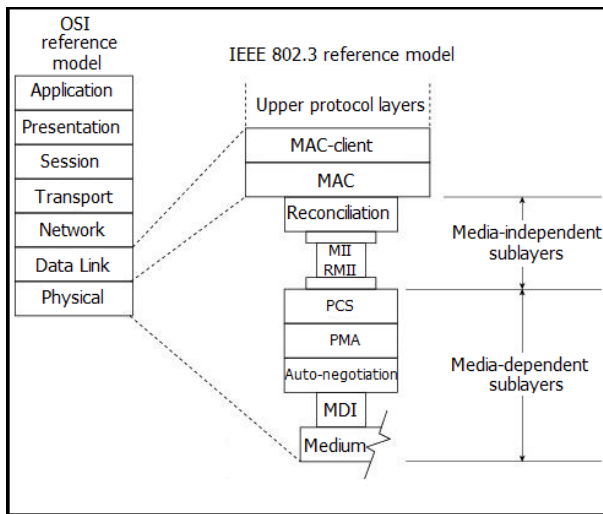 OSI
reference
model
Application
Presentation
Session
Transport
Network
Data Link
Physical
IEEE 802.3 reference model
Upper protocol layers
MAC-client
MAC
Reconciliation
MII
RMII
PCS
PMA
Auto-negotiation
MDI
Medium
Media-independent
sublayers
Media-dependent
sublayers